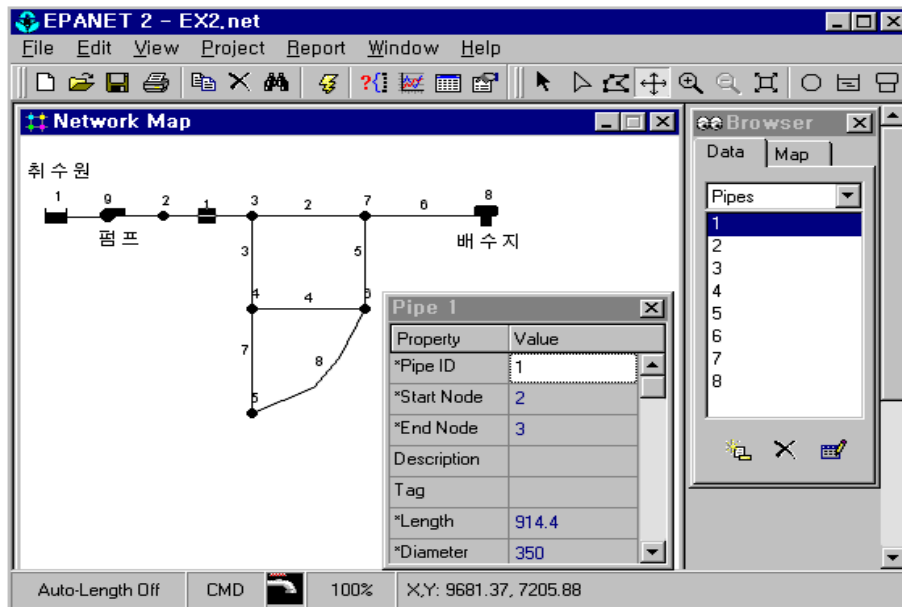 EPANET 2 - EX2.net
File Edit View Project Report Window Help
Network Map
취 수 원
1 9 2 1 3 2 7 6 8
펌 프 배 수 지
3 5
4 4 6
7 8
5
Pipe 1
Property Value
*Pipe ID 1
*Start Node 2
*End Node 3
Description
Tag
*Length 914.4
*Diameter 350
Browser
Data Map
Pipes
1
2
3
4
5
6
7
8
Auto-Length Off CMD 100% X,Y: 9681.37, 7205.88